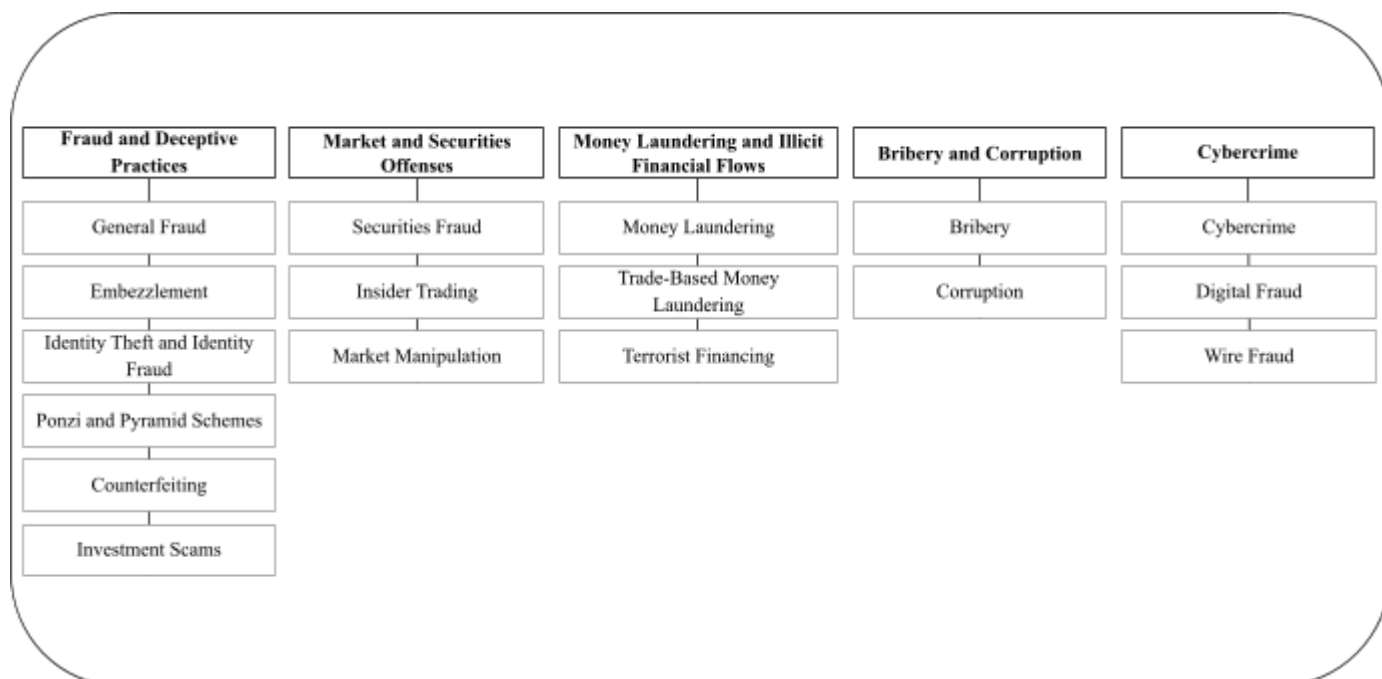 Fraud and Deceptive
Practices
General Fraud
Embezzlement
Identity Theft and Identity
Fraud
Ponzi and Pyramid Schemes
Counterfeiting
Investment Scams
Market and Securities
Offenses
Securities Fraud
Insider Trading
Market Manipulation
Money Laundering and Illicit
Financial Flows
Money Laundering
Trade-Based Money
Laundering
Terrorist Financing
Bribery and Corruption
Bribery
Corruption
Cybercrime
Cybercrime
Digital Fraud
Wire Fraud